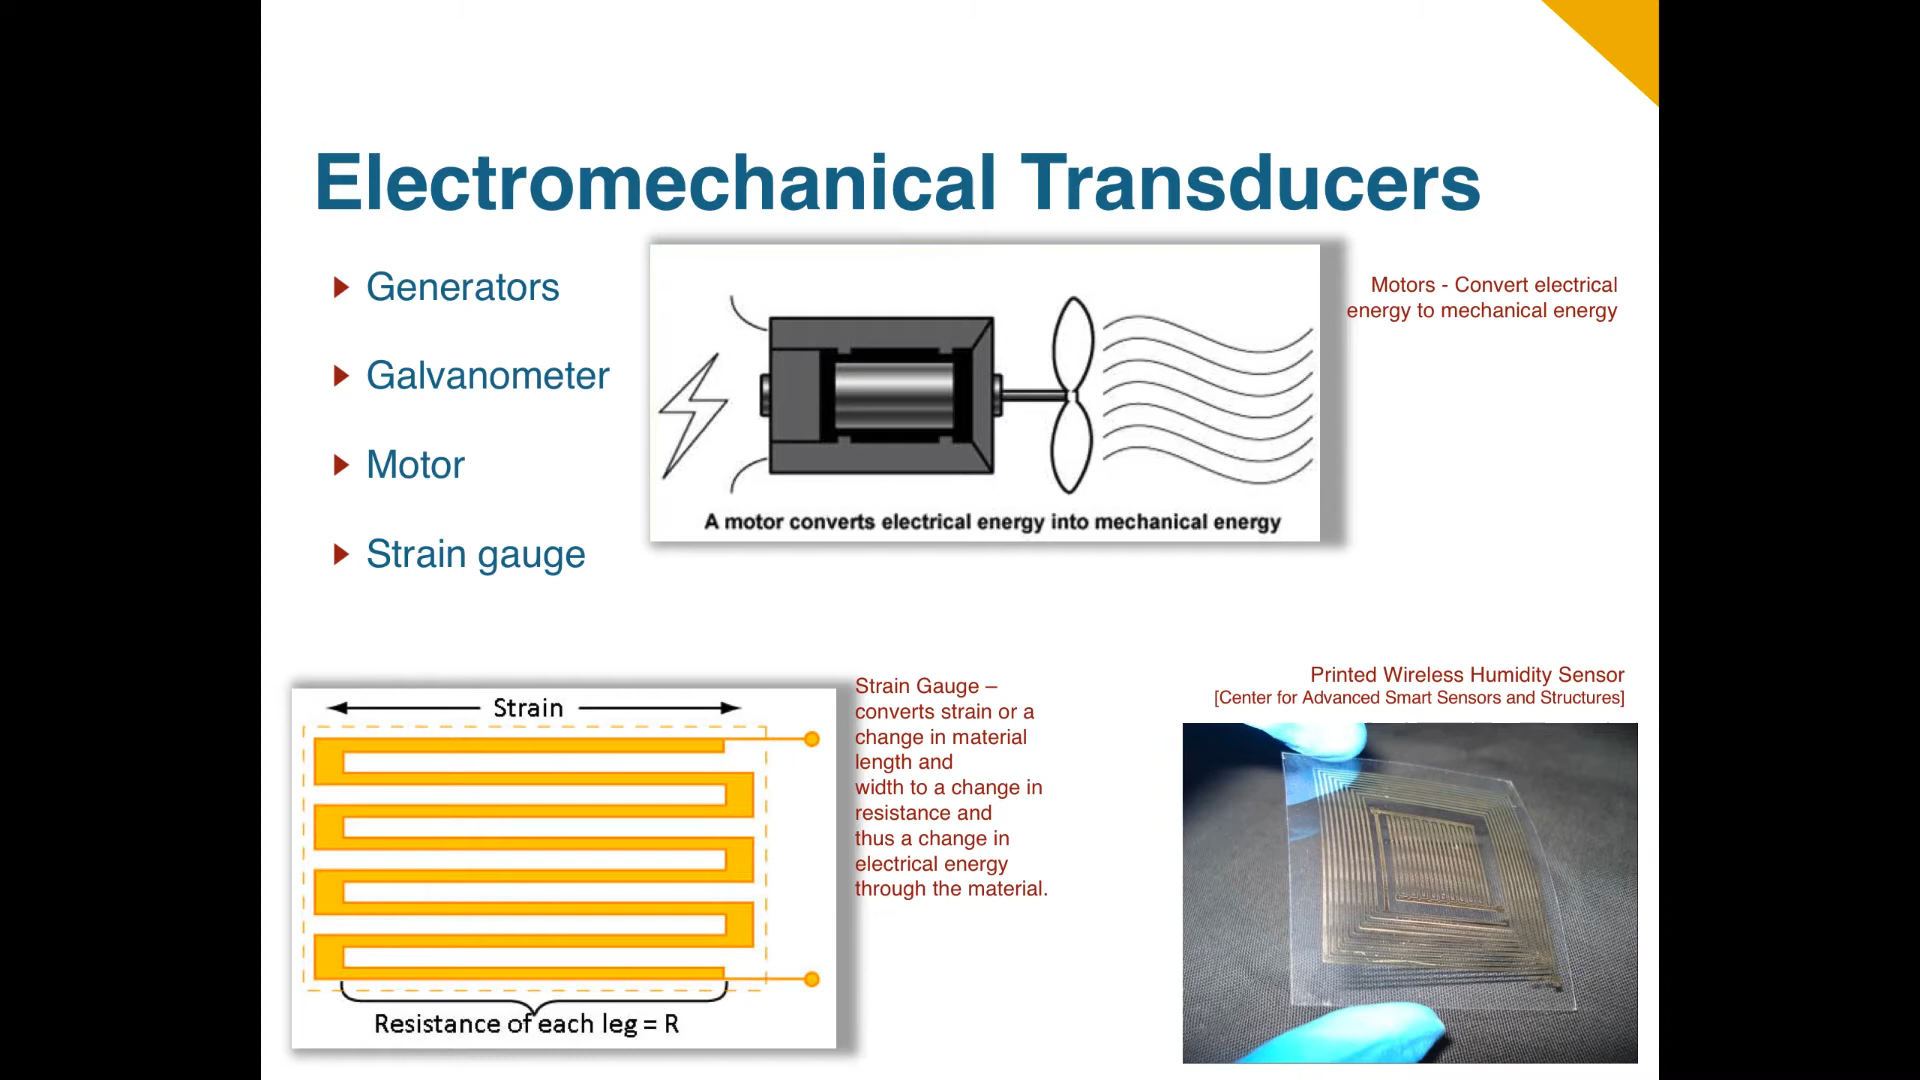 Electromechanical Transducers
Generators
Galvanometer
Motor
Strain gauge
A motor converts electrical energy into mechanical energy
Motors - Convert electrical
energy to mechanical energy
Strain
Resistance of each leg = R
Strain Gauge –
converts strain or a
change in material
length and
width to a change in
resistance and
thus a change in
electrical energy
through the material.
Printed Wireless Humidity Sensor
[Center for Advanced Smart Sensors and Structures]